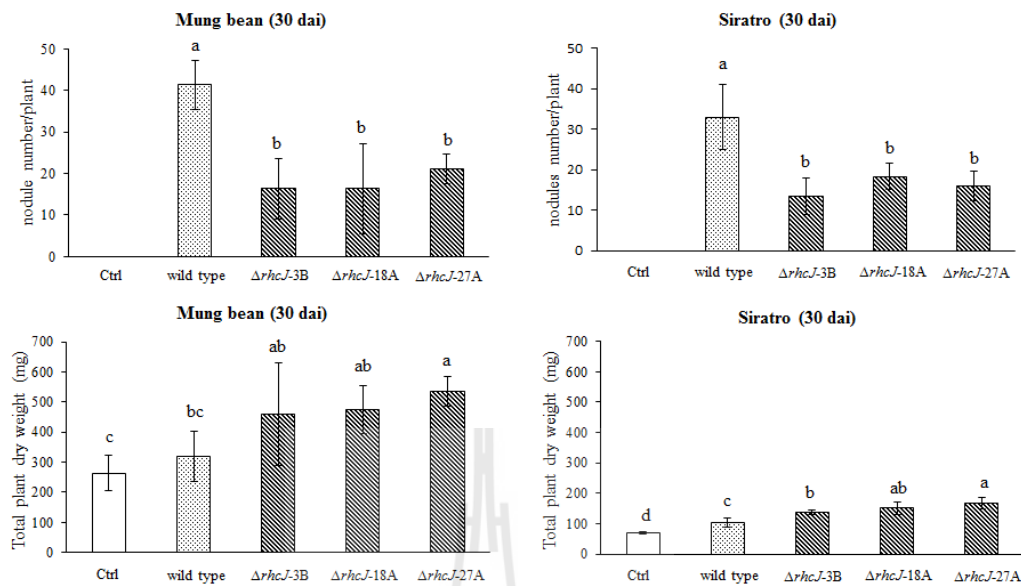 Mung bean (30 dai)
nodule number/plant
50
40
30
20
10
0
a
b
b
b
Ctrl
wild type
ΔrhcJ-3B
ΔrhcJ-18A
ΔrhcJ-27A
Siratro (30 dai)
nodules number/plant
50
40
30
20
10
0
a
b
b
b
Ctrl
wild type
ΔrhcJ-3B
ΔrhcJ-18A
ΔrhcJ-27A
Mung bean (30 dai)
Total plant dry weight (mg)
700
600
500
400
300
200
100
0
c
bc
ab
ab
a
Ctrl
wild type
ΔrhcJ-3B
ΔrhcJ-18A
ΔrhcJ-27A
Siratro (30 dai)
Total plant dry weight (mg)
700
600
500
400
300
200
100
0
d
c
b
ab
a
Ctrl
wild type
ΔrhcJ-3B
ΔrhcJ-18A
ΔrhcJ-27A